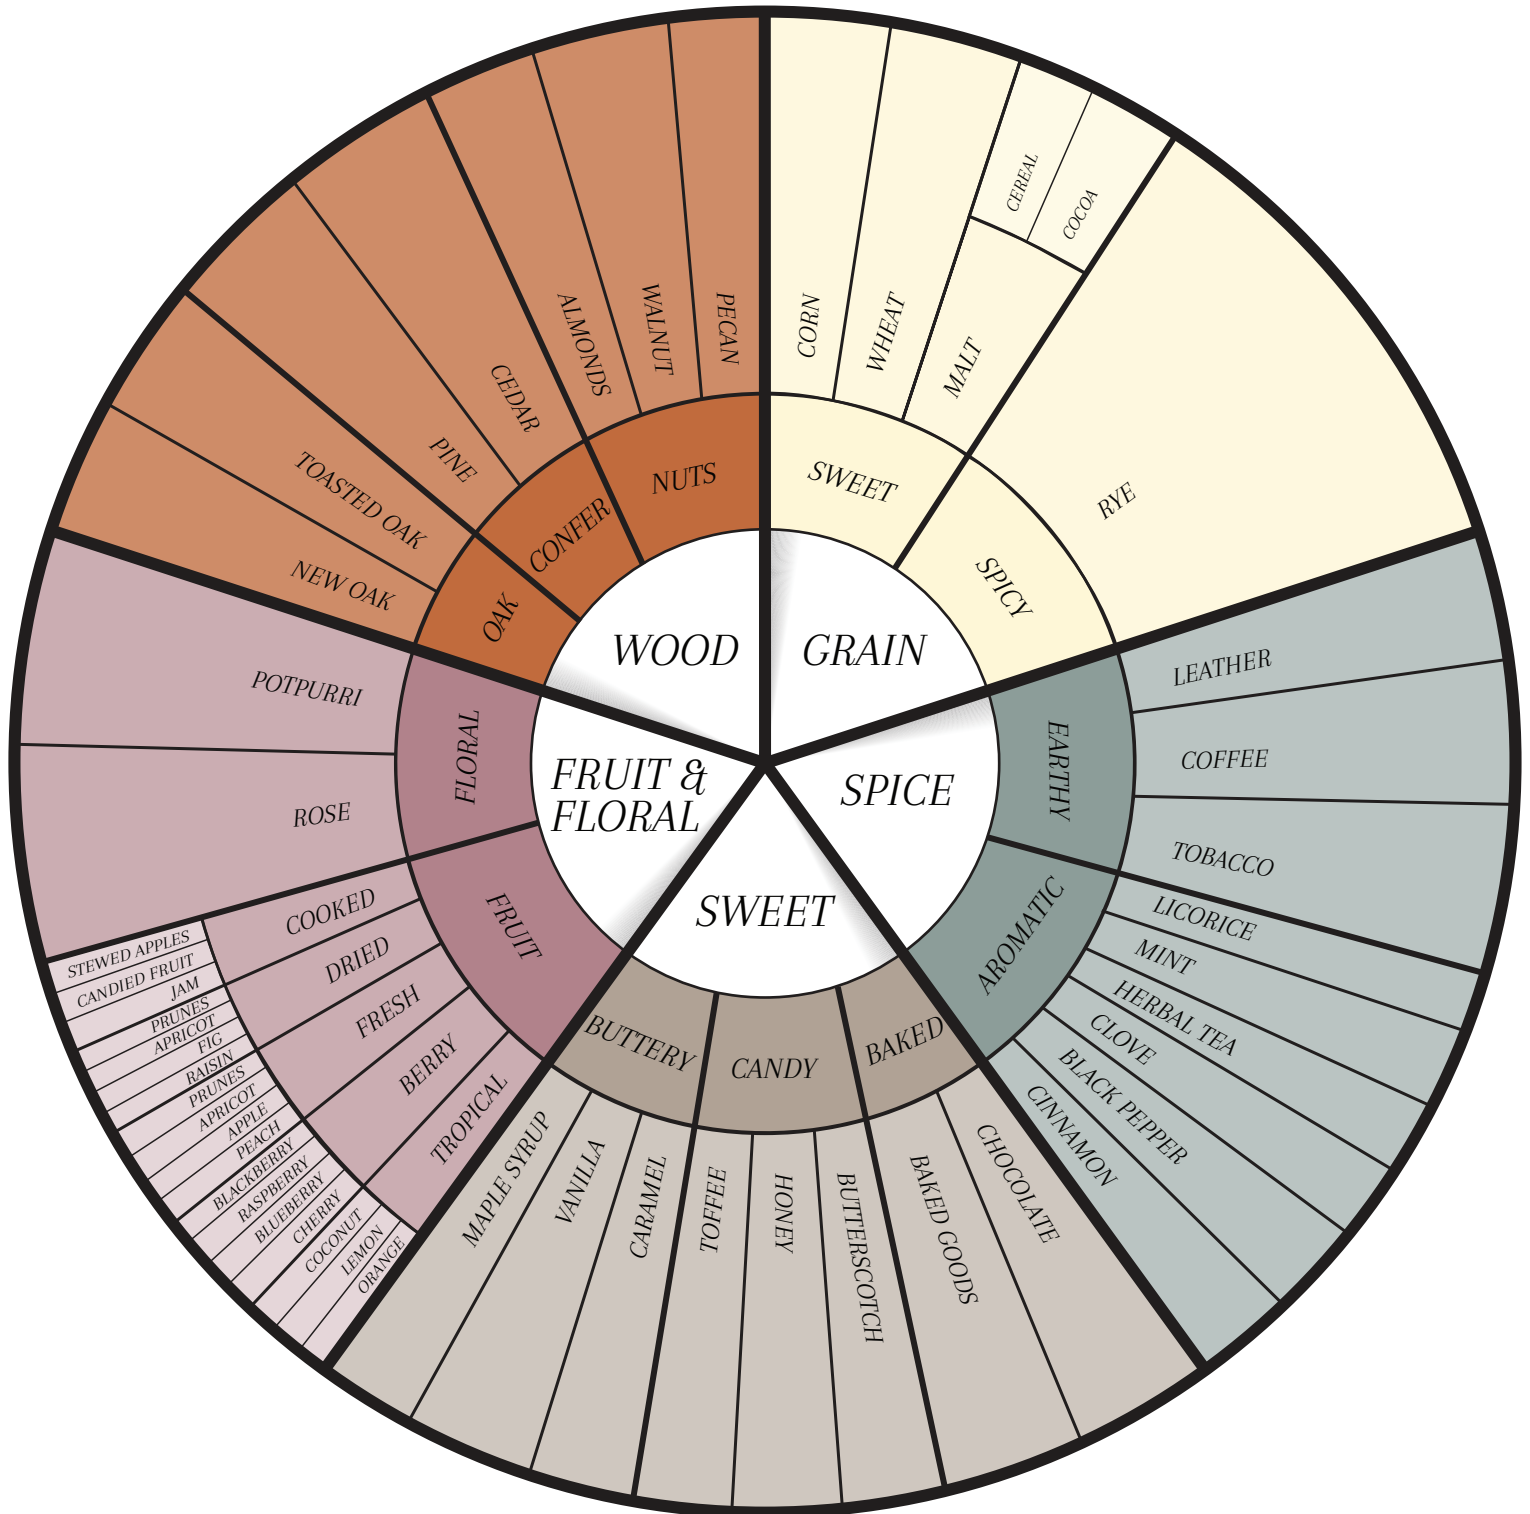 WOOD
GRAIN
SPICE
SWEET
FRUIT &
FLORAL
SWEET
CORN
WHEAT
MALT
CEREAL
COCOA
SPICY
RYE
EARTHY
LEATHER
COFFEE
TOBACCO
AROMATIC
LICORICE
MINT
HERBAL TEA
CLOVE
BLACK PEPPER
CINNAMON
BAKED
CHOCOLATE
BAKED GOODS
CANDY
BUTTERSCOTCH
HONEY
TOFFEE
BUTTERY
CARAMEL
VANILLA
MAPLE SYRUP
FRUIT
TROPICAL
ORANGE
LEMON
COCONUT
BERRY
CHERRY
BLUEBERRY
RASPBERRY
BLACKBERRY
FRESH
PEACH
APPLE
APRICOT
PRUNES
DRIED
RAISIN
FIG
APRICOT
PRUNES
COOKED
JAM
CANDIED FRUIT
STEWED APPLES
FLORAL
ROSE
POTPURRI
OAK
NEW OAK
TOASTED OAK
CONFER
PINE
CEDAR
NUTS
ALMONDS
WALNUT
PECAN